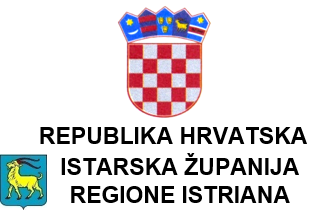 REPUBLIKA HRVATSKA
ISTARSKA ŽUPANIJA
REGIONE ISTRIANA